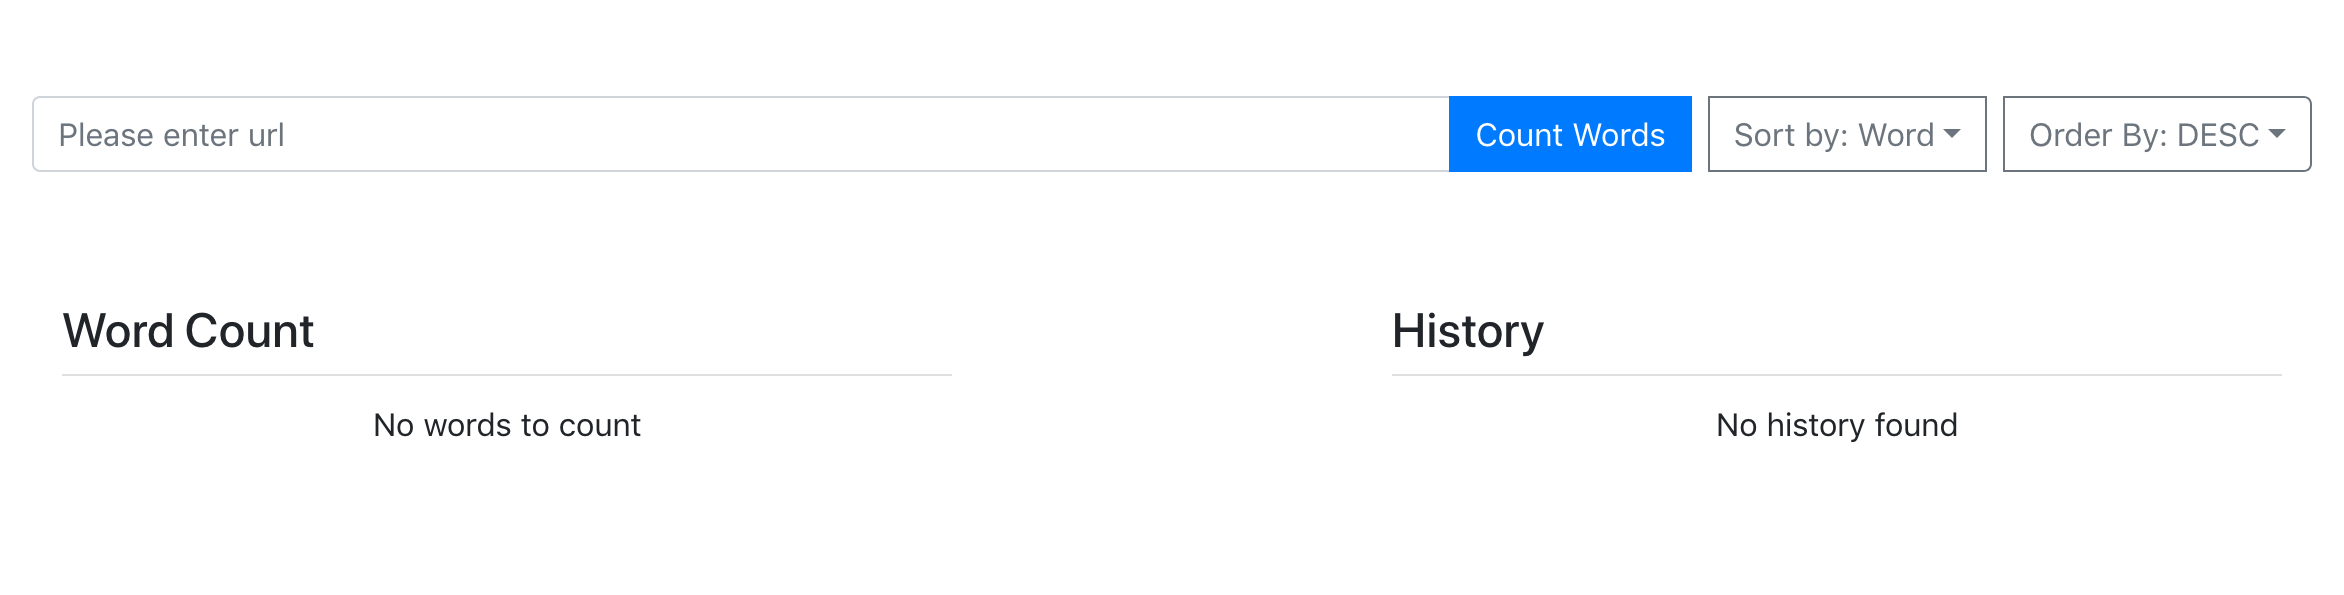 Please enter url
Count Words
Sort by: Word
Order By: DESC
Word Count
No words to count
History
No history found